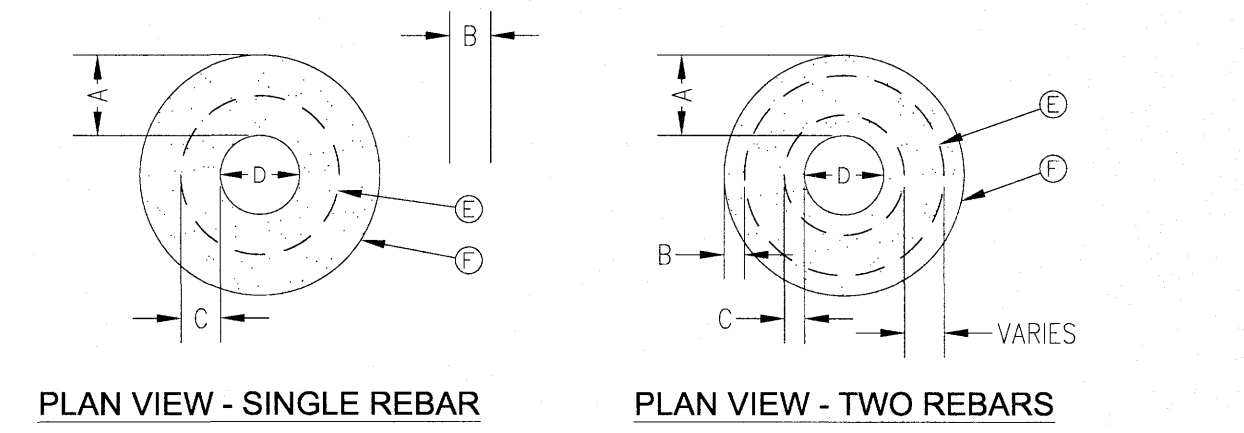 B
A
D
E
F
C
PLAN VIEW - SINGLE REBAR
A
E
D
F
B
C
VARIES
PLAN VIEW - TWO REBARS